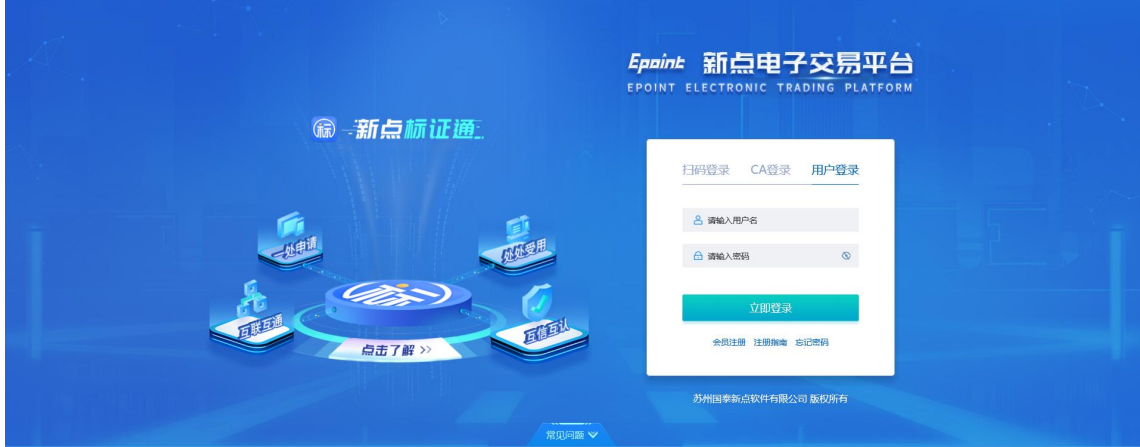 Epoint 新点电子交易平台
EPOINT ELECTRONIC TRADING PLATFORM
标 新点标证通
扫码登录 CA登录 用户登录
请输入用户名
请输入密码
立即登录
会员注册 注册指南 忘记密码
苏州国泰新点软件有限公司 版权所有
一处申请
处处受用
标
互联互通
互信互认
点击了解 >>
常见问题